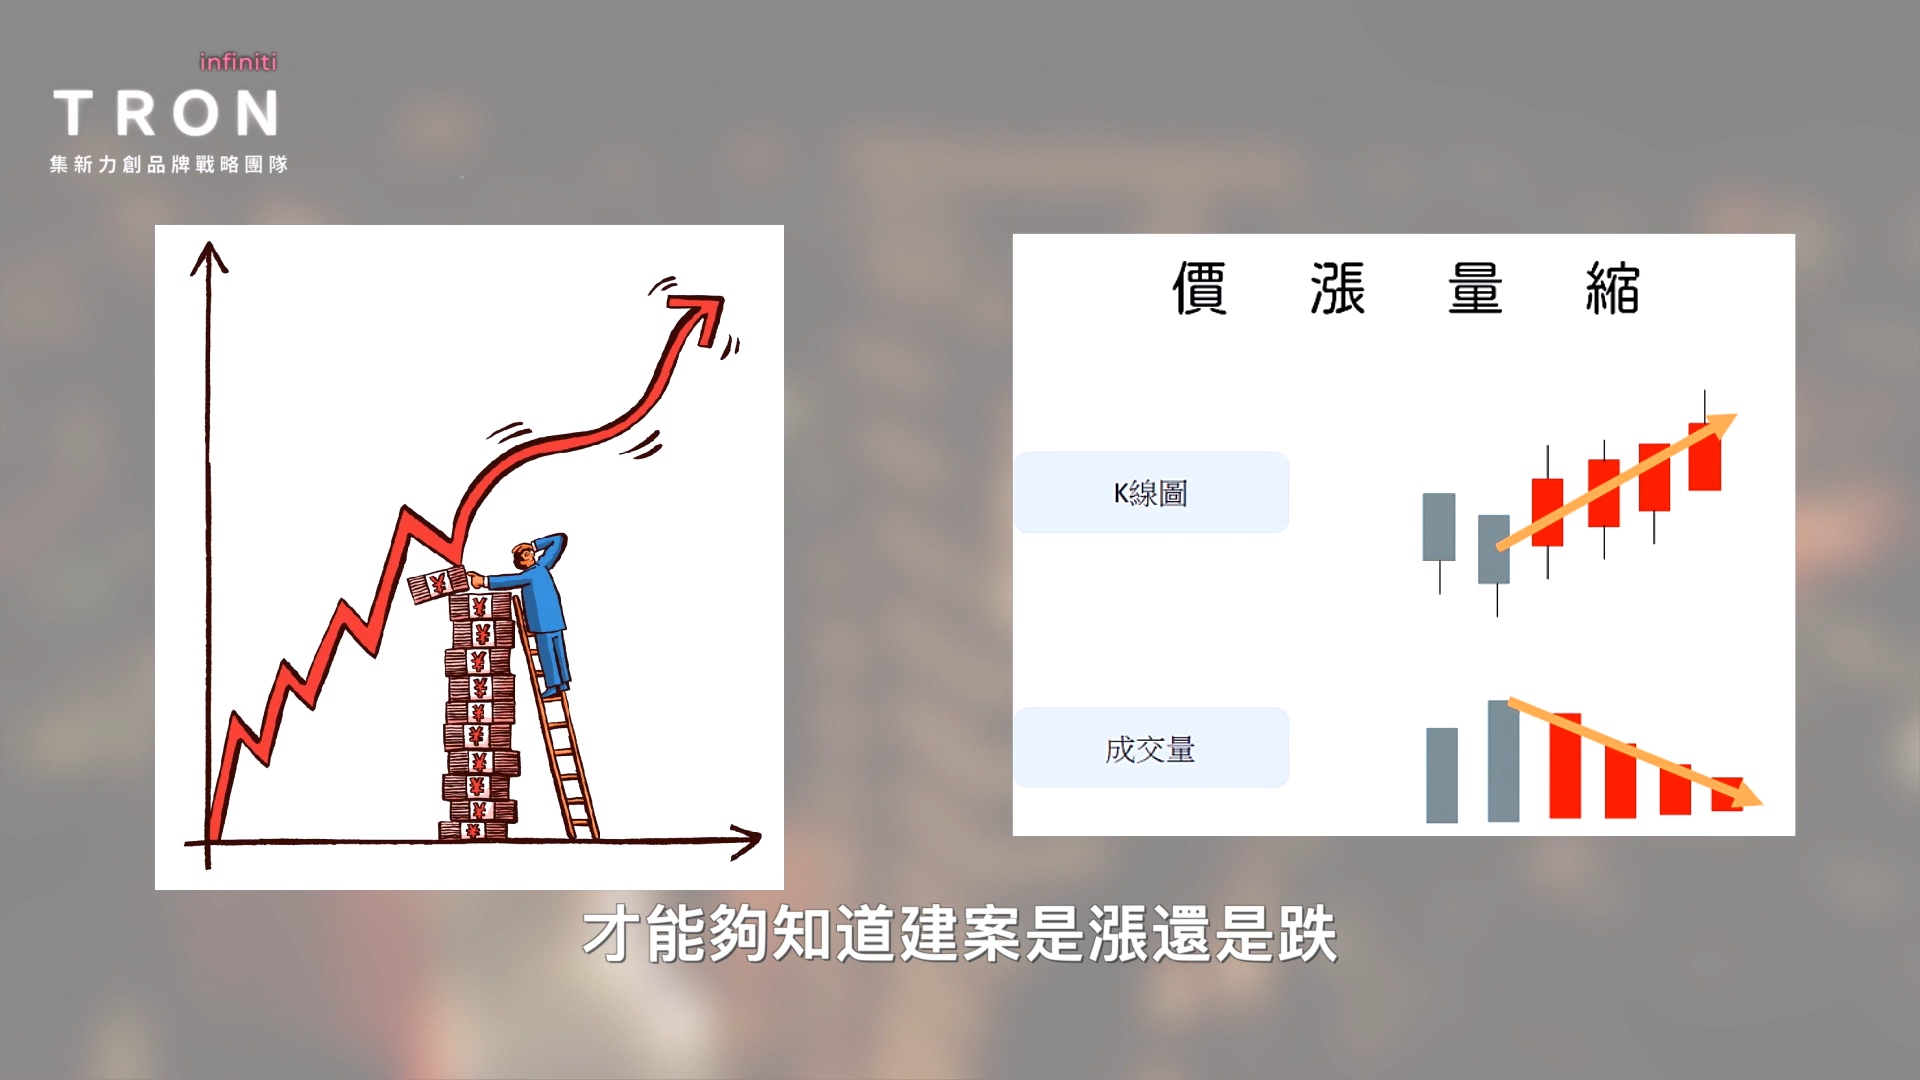 infiniti
TRON
集新力創品牌戰略團隊
價漲量縮
K線圖
成交量
才能夠知道建案是漲還是跌